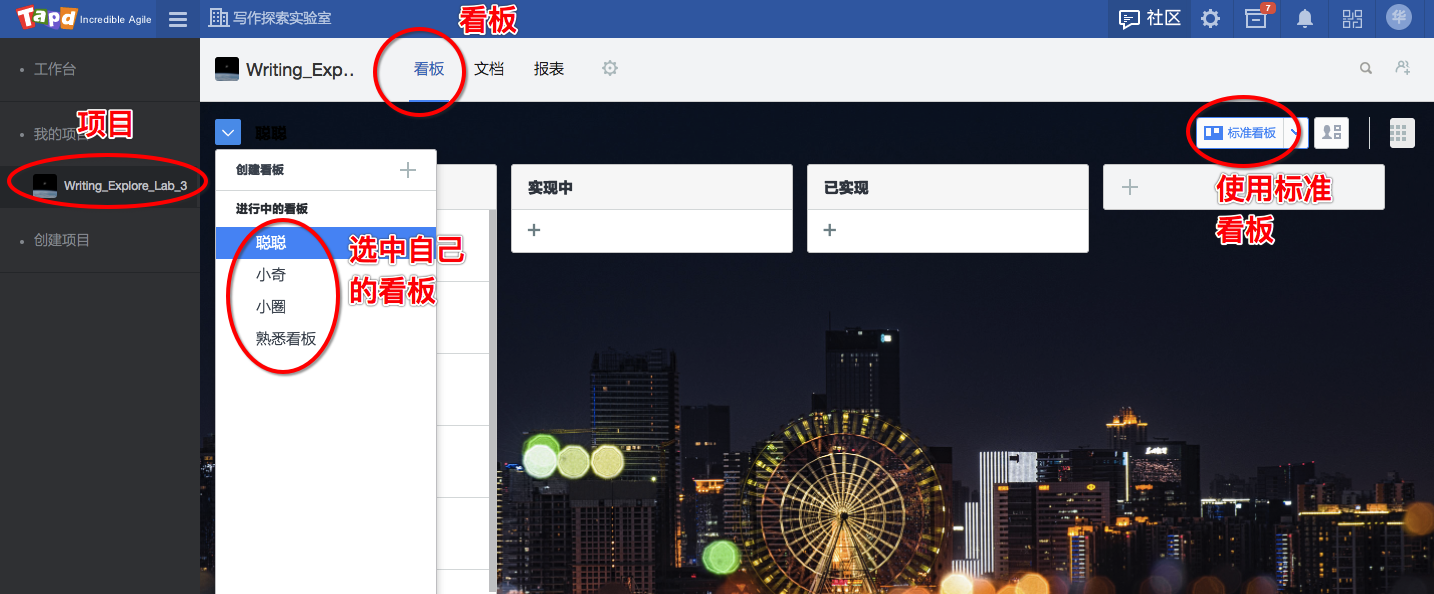 Tapd Incredible Agile
写作探索实验室
看板
社区
7
华
工作台
我的项目
项目
Writing_Explore_Lab_3
创建项目
Writing_Exp..
看板
文档
报表
聪聪
标准看板
使用标准
看板
创建看板
进行中的看板
聪聪
小奇
小圈
熟悉看板
选中自己
的看板
实现中
已实现